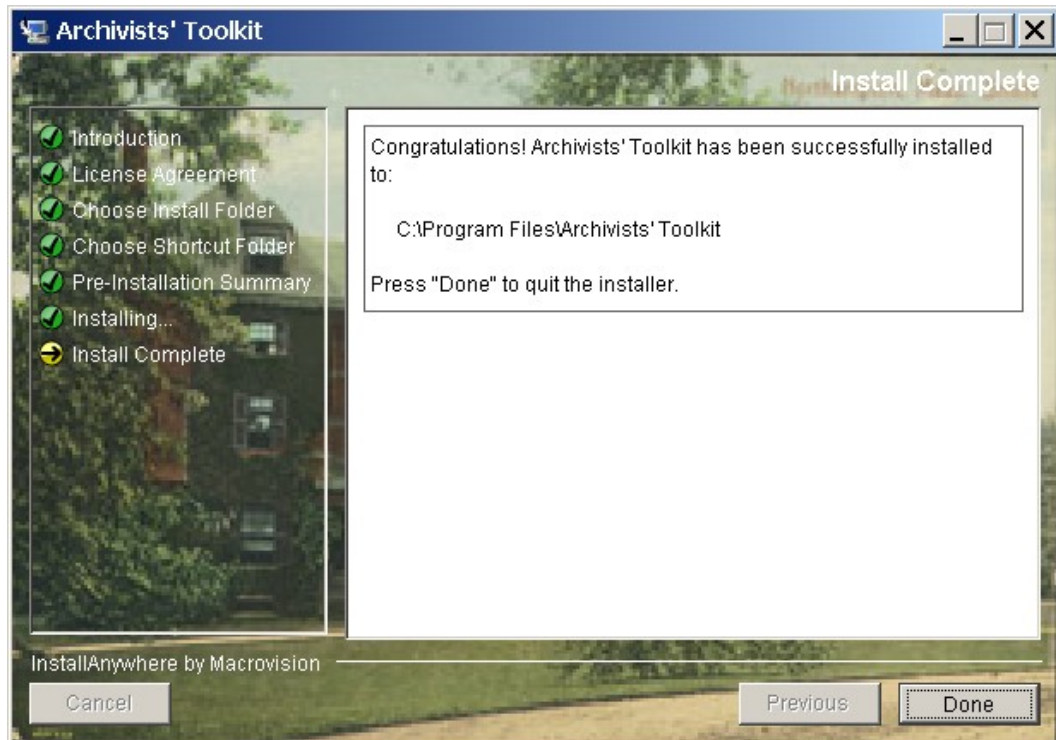 Archivists' Toolkit
Install Complete
Introduction
License Agreement
Choose Install Folder
Choose Shortcut Folder
Pre-Installation Summary
Installing...
Install Complete
Congratulations! Archivists' Toolkit has been successfully installed
to:
C:\Program Files\Archivists' Toolkit
Press "Done" to quit the installer.
InstallAnywhere by Macrovision
Cancel
Previous
Done